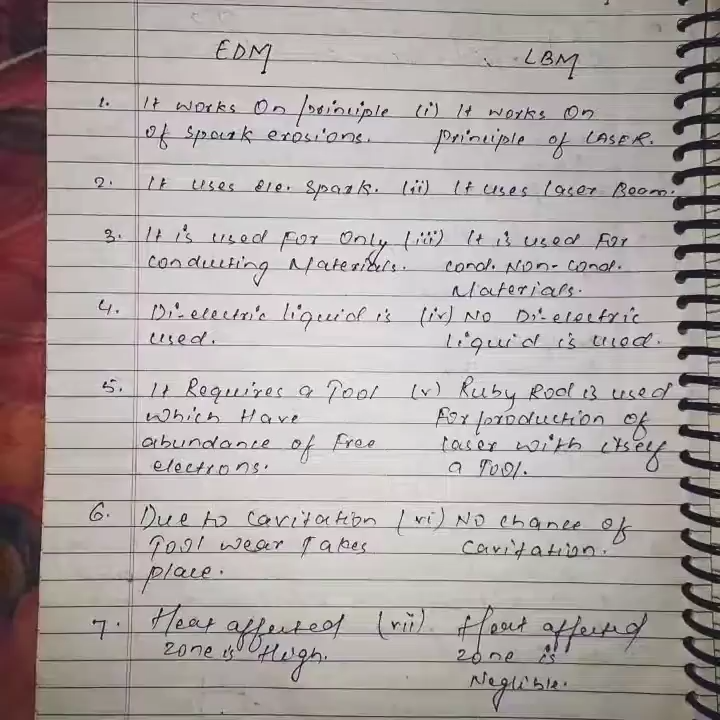 EDM LBM
1. It works On principle (i) It works On
of spark erosions. principle of LASER.
2. It uses ele. spark. (ii) It uses laser Beam.
3. It is used For Only (iii) It is used For
conducting Materials. cond. Non-cond.
Materials.
4. Di-electric liquid is (iv) No Di-electric
used. liquid is used.
5. It Requires a Tool (v) Ruby Rod is used
which Have For production of
abundance of Free laser with itself
electrons. a Tool.
6. Due to cavitation (vi) No chance of
Tool wear Takes cavitation.
place.
7. Heat affected (vii). Heat affected
zone is High. zone is
Neglible.